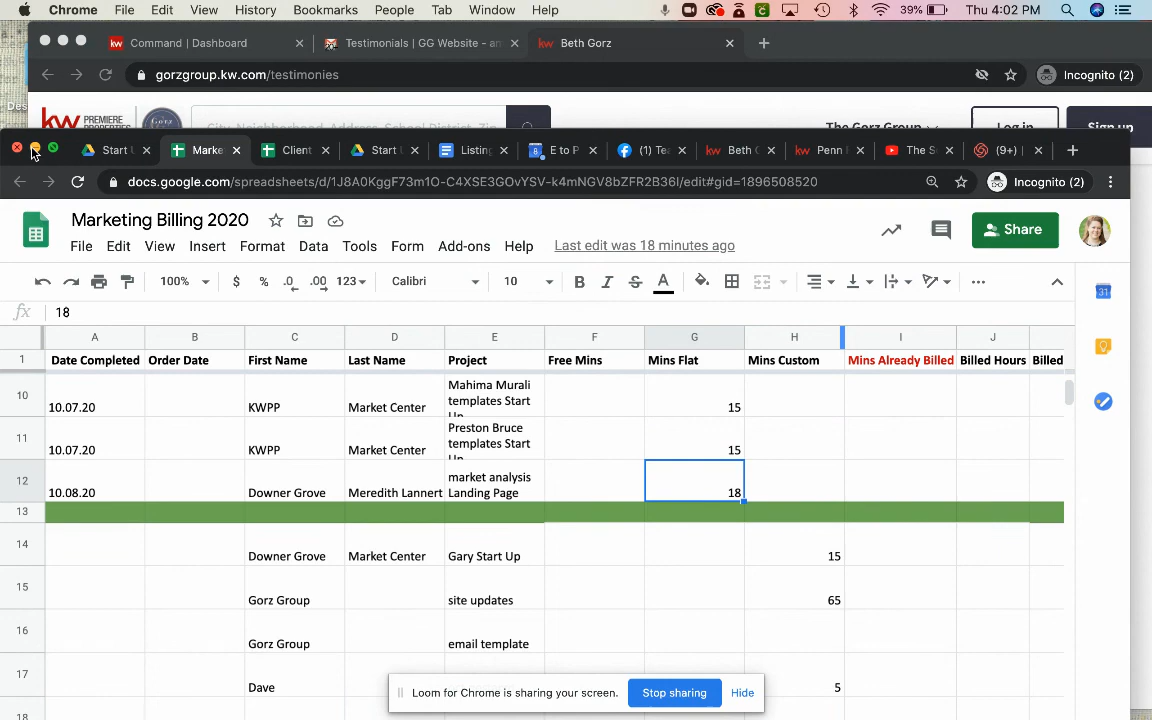 Chrome File Edit View History Bookmarks People Tab Window Help 39% Thu 4:02 PM
Command | Dashboard Testimonials | GG Website - am Beth Gorz
gorzgroup.kw.com/testimonies Incognito (2)
Des
kw PREMIERE
PROPERTIES
City, Neighborhood, Address, School District, Zip
The Gorz Group
Log in
Sign up
Start U Marke Client Start U Listing E to P (1) Tea Beth G Penn F The S (9+) |
docs.google.com/spreadsheets/d/1J8A0KggF73m1O-C4XSE3GOvYSV-k4mNGV8bZFR2B36I/edit#gid=1896508520 Incognito (2)
Marketing Billing 2020
Share
File Edit View Insert Format Data Tools Form Add-ons Help Last edit was 18 minutes ago
100% $ % .0 .00 123 Calibri 10 B I S A
31
fx 18
A B C D E F G H I J
1 Date Completed Order Date First Name Last Name Project Free Mins Mins Flat Mins Custom Mins Already Billed Billed Hours Billed
10 10.07.20 KWPP Market Center Mahima Murali
templates Start
Up 15
11 10.07.20 KWPP Market Center Preston Bruce
templates Start
Up 15
12 10.08.20 Downer Grove Meredith Lannert market analysis
Landing Page 18
13
14 Downer Grove Market Center Gary Start Up 15
15 Gorz Group site updates 65
16 Gorz Group email template
17 Dave 5
18
Loom for Chrome is sharing your screen. Stop sharing Hide